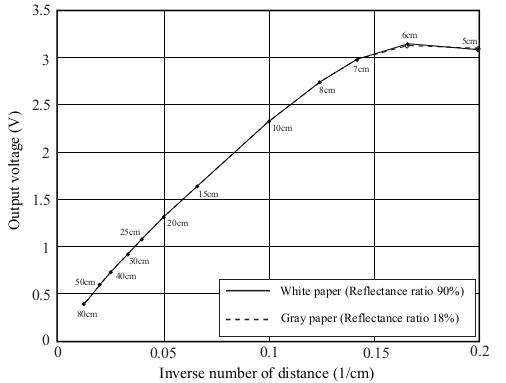 3.5
3
2.5
2
1.5
1
0.5
0
Output voltage (V)
6cm
5cm
7cm
8cm
10cm
15cm
20cm
25cm
30cm
40cm
50cm
80cm
White paper (Reflectance ratio 90%)
Gray paper (Reflectance ratio 18%)
0
0.05
0.1
0.15
0.2
Inverse number of distance (1/cm)